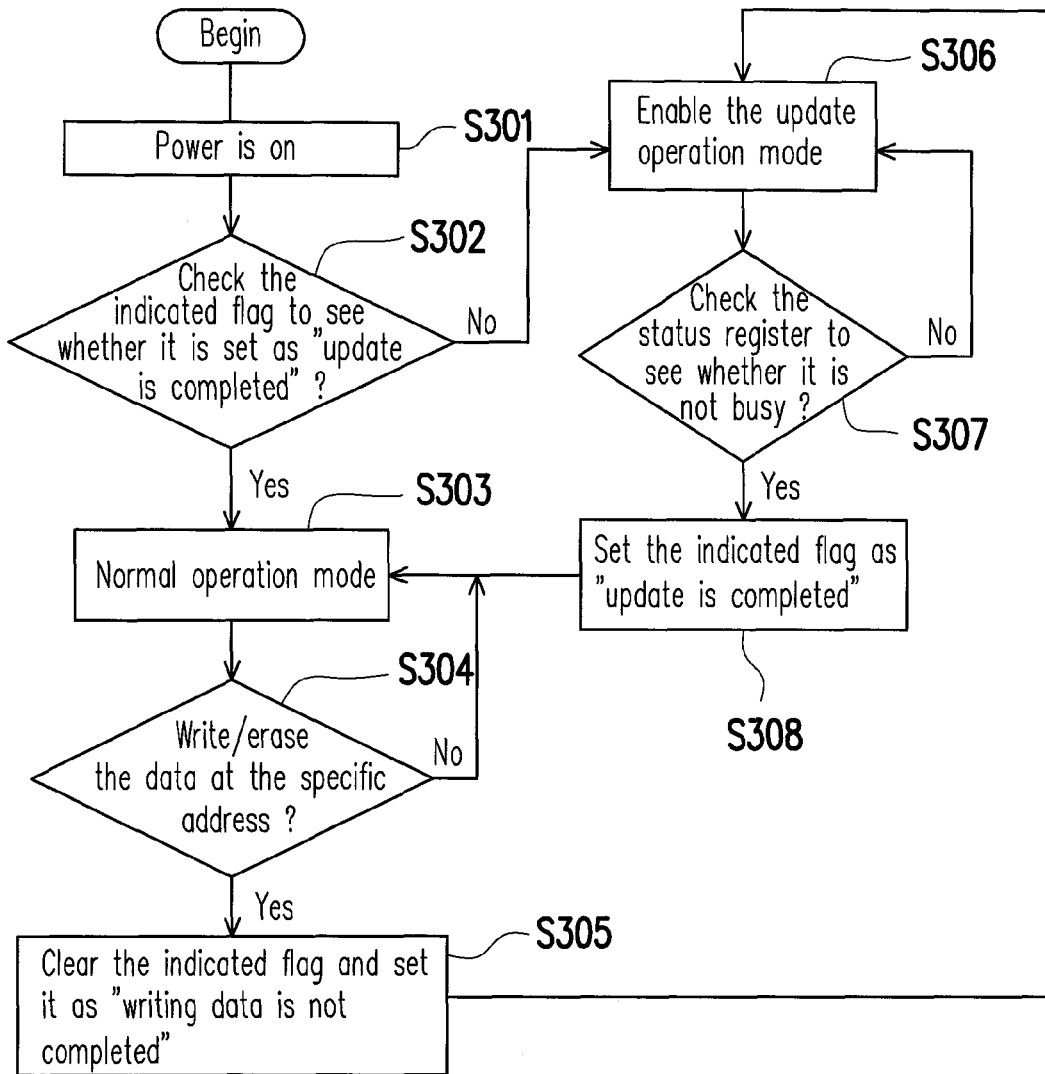 Begin
S301
Power is on
S302
Check the
indicated flag to see
whether it is set as "update
is completed" ?
No
Yes
S303
Normal operation mode
S304
Write/erase
the data at the specific
address ?
No
Yes
S305
Clear the indicated flag and set
it as "writing data is not
completed"
S306
Enable the update
operation mode
Check the
status register to
see whether it is
not busy ?
No
S307
Yes
Set the indicated flag as
"update is completed"
S308